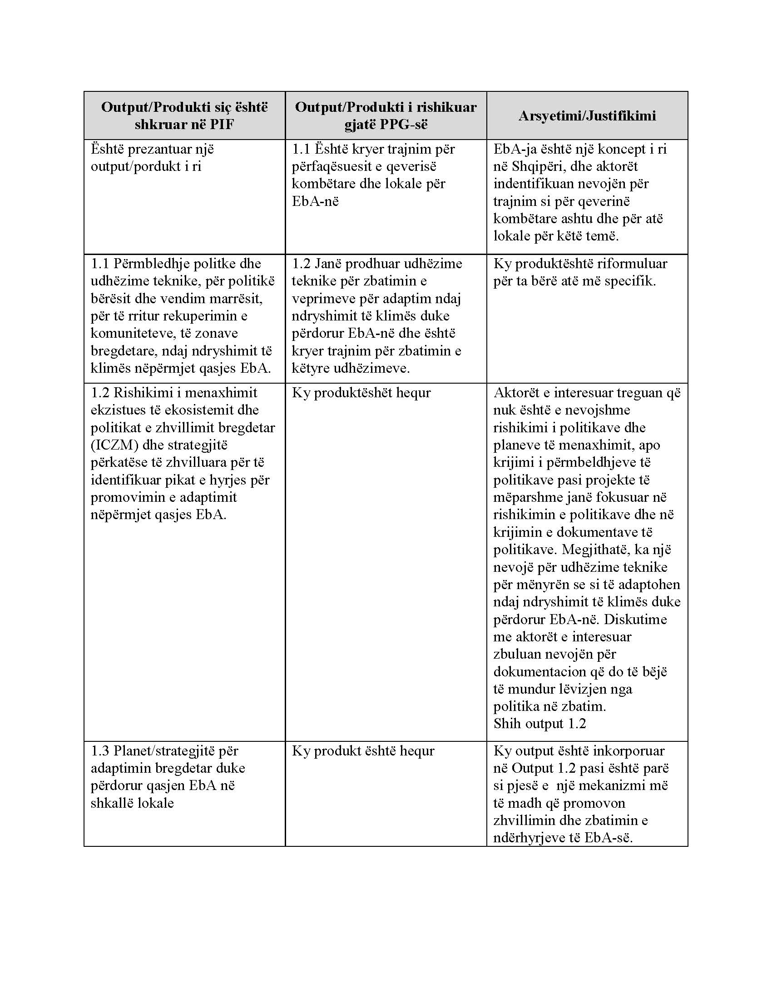 Output/Produkti siç është
shkruar në PIF
Output/Produkti i rishikuar
gjatë PPG-së
Arsyetimi/Justifikimi
Është prezantuar një
output/pordukt i ri
1.1 Është kryer trajnim për
përfaqësuesit e qeverisë
kombëtare dhe lokale për
EbA-në
EbA-ja është një koncept i ri
në Shqipëri, dhe aktorët
indentifikuan nevojën për
trajnim si për qeverinë
kombëtare ashtu dhe për atë
lokale për këtë temë.
1.1 Përmbledhje politke dhe
udhëzime teknike, për politikë
bërësit dhe vendim marrësit,
për të rritur rekuperimin e
komuniteteve, të zonave
bregdetare, ndaj ndryshimit të
klimës nëpërmjet qasjes EbA.
1.2 Janë prodhuar udhëzime
teknike për zbatimin e
veprimeve për adaptim ndaj
ndryshimit të klimës duke
përdorur EbA-në dhe është
kryer trajnim për zbatimin e
këtyre udhëzimeve.
Ky produktështë riformuluar
për ta bërë atë më specifik.
1.2 Rishikimi i menaxhimit
ekzistues të ekosistemit dhe
politikat e zhvillimit bregdetar
(ICZM) dhe strategjitë
përkatëse të zhvilluara për të
identifikuar pikat e hyrjes për
promovimin e adaptimit
nëpërmjet qasjes EbA.
Ky produktëshët hequr
Aktorët e interesuar treguan që
nuk është e nevojshme
rishikimi i politikave dhe
planeve të menaxhimit, apo
krijimi i përmbeldhjeve të
politikave pasi projekte të
mëparshme janë fokusuar në
rishikimin e politikave dhe në
krijimin e dokumentave të
politikave. Megjithatë, ka një
nevojë për udhëzime teknike
për mënyrën se si të adaptohen
ndaj ndryshimit të klimës duke
përdorur EbA-në. Diskutime
me aktorët e interesuar
zbuluan nevojën për
dokumentacion që do të bëjë
të mundur lëvizjen nga
politika në zbatim.
Shih output 1.2
1.3 Planet/strategjitë për
adaptimin bregdetar duke
përdorur qasjen EbA në
shkallë lokale
Ky produkt është hequr
Ky output është inkorporuar
në Output 1.2 pasi është parë
si pjesë e  një mekanizmi më
të madh që promovon
zhvillimin dhe zbatimin e
ndërhyrjeve të EbA-së.